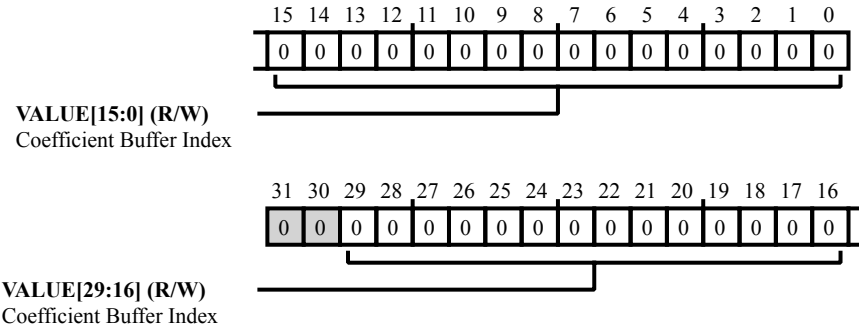 15 14 13 12 11 10 9 8 7 6 5 4 3 2 1 0
0 0 0 0 0 0 0 0 0 0 0 0 0 0 0 0
VALUE[15:0] (R/W)
Coefficient Buffer Index
31 30 29 28 27 26 25 24 23 22 21 20 19 18 17 16
0 0 0 0 0 0 0 0 0 0 0 0 0 0 0 0
VALUE[29:16] (R/W)
Coefficient Buffer Index